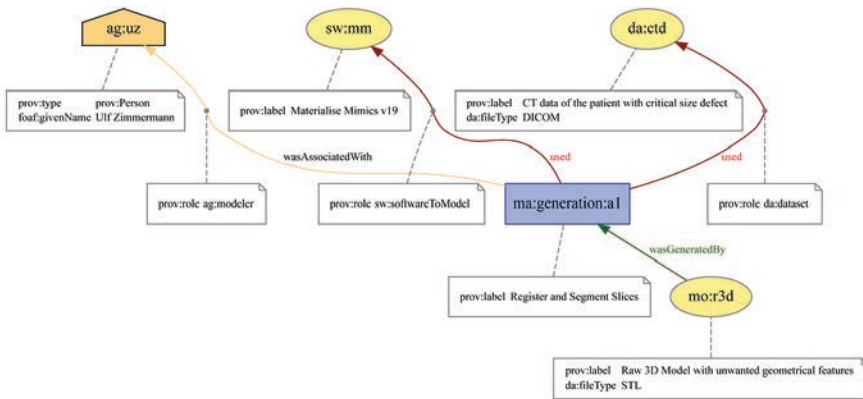 ag:uz
sw:mm
da:ctd
prov:type prov:Person
foaf:givenName Ulf Zimmermann
prov:label Materialise Mimics v19
prov:label CT data of the patient with critical size defect
da:fileType DICOM
wasAssociatedWith
used
used
prov:role ag:modeler
prov:role sw:softwareToModel
ma:generation:a1
prov:role da:dataset
wasGeneratedBy
prov:label Register and Segment Slices
mo:r3d
prov:label Raw 3D Model with unwanted geometrical features
da:fileType STL